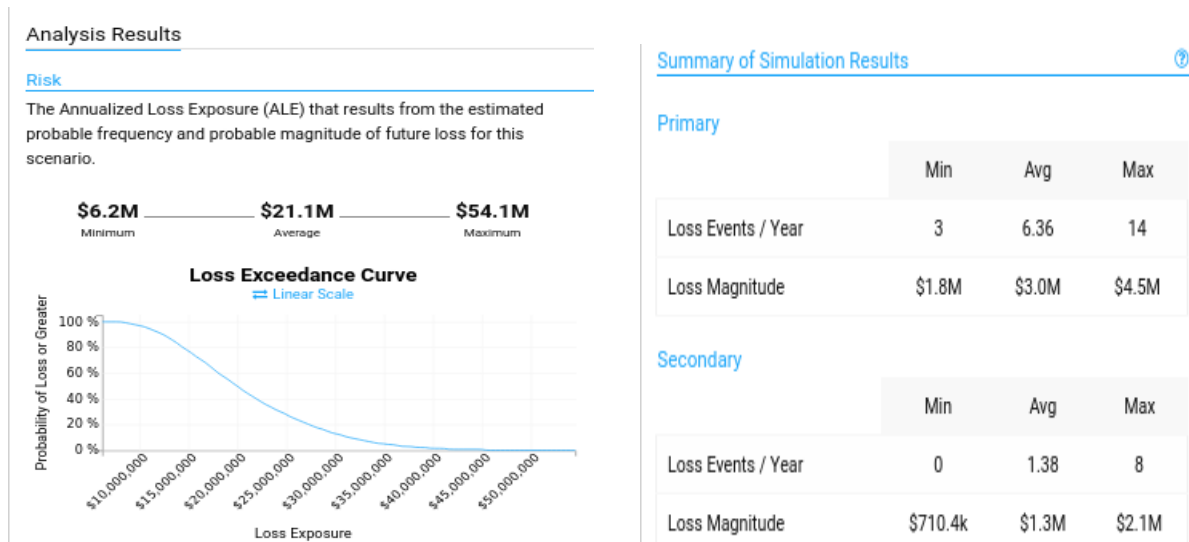 Analysis Results
Risk
The Annualized Loss Exposure (ALE) that results from the estimated
probable frequency and probable magnitude of future loss for this
scenario.
$6.2M $21.1M $54.1M
Minimum Average Maximum
Loss Exceedance Curve
⇄ Linear Scale
Probability of Loss or Greater
100 %
80 %
60 %
40 %
20 %
0 %
$10,000,000 $15,000,000 $20,000,000 $25,000,000 $30,000,000 $35,000,000 $40,000,000 $45,000,000 $50,000,000
Loss Exposure
Summary of Simulation Results ?
Primary
Min Avg Max
Loss Events / Year 3 6.36 14
Loss Magnitude $1.8M $3.0M $4.5M
Secondary
Min Avg Max
Loss Events / Year 0 1.38 8
Loss Magnitude $710.4k $1.3M $2.1M